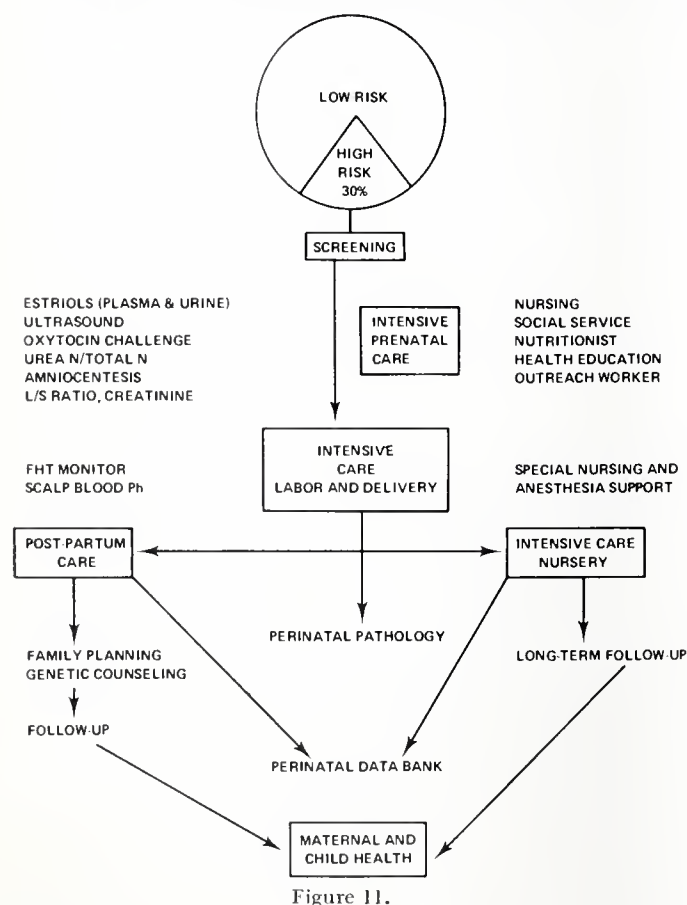 LOW RISK
HIGH
RISK
30%
SCREENING
ESTRIOLS (PLASMA & URINE)
ULTRASOUND
OXYTOCIN CHALLENGE
UREA N/TOTAL N
AMNIOCENTESIS
L/S RATIO, CREATININE
INTENSIVE
PRENATAL
CARE
NURSING
SOCIAL SERVICE
NUTRITIONIST
HEALTH EDUCATION
OUTREACH WORKER
INTENSIVE
CARE
LABOR AND DELIVERY
FHT MONITOR
SCALP BLOOD Ph
SPECIAL NURSING AND
ANESTHESIA SUPPORT
POST-PARTUM
CARE
INTENSIVE CARE
NURSERY
PERINATAL PATHOLOGY
FAMILY PLANNING
GENETIC COUNSELING
LONG-TERM FOLLOW-UP
FOLLOW-UP
PERINATAL DATA BANK
MATERNAL AND
CHILD HEALTH
Figure 11.